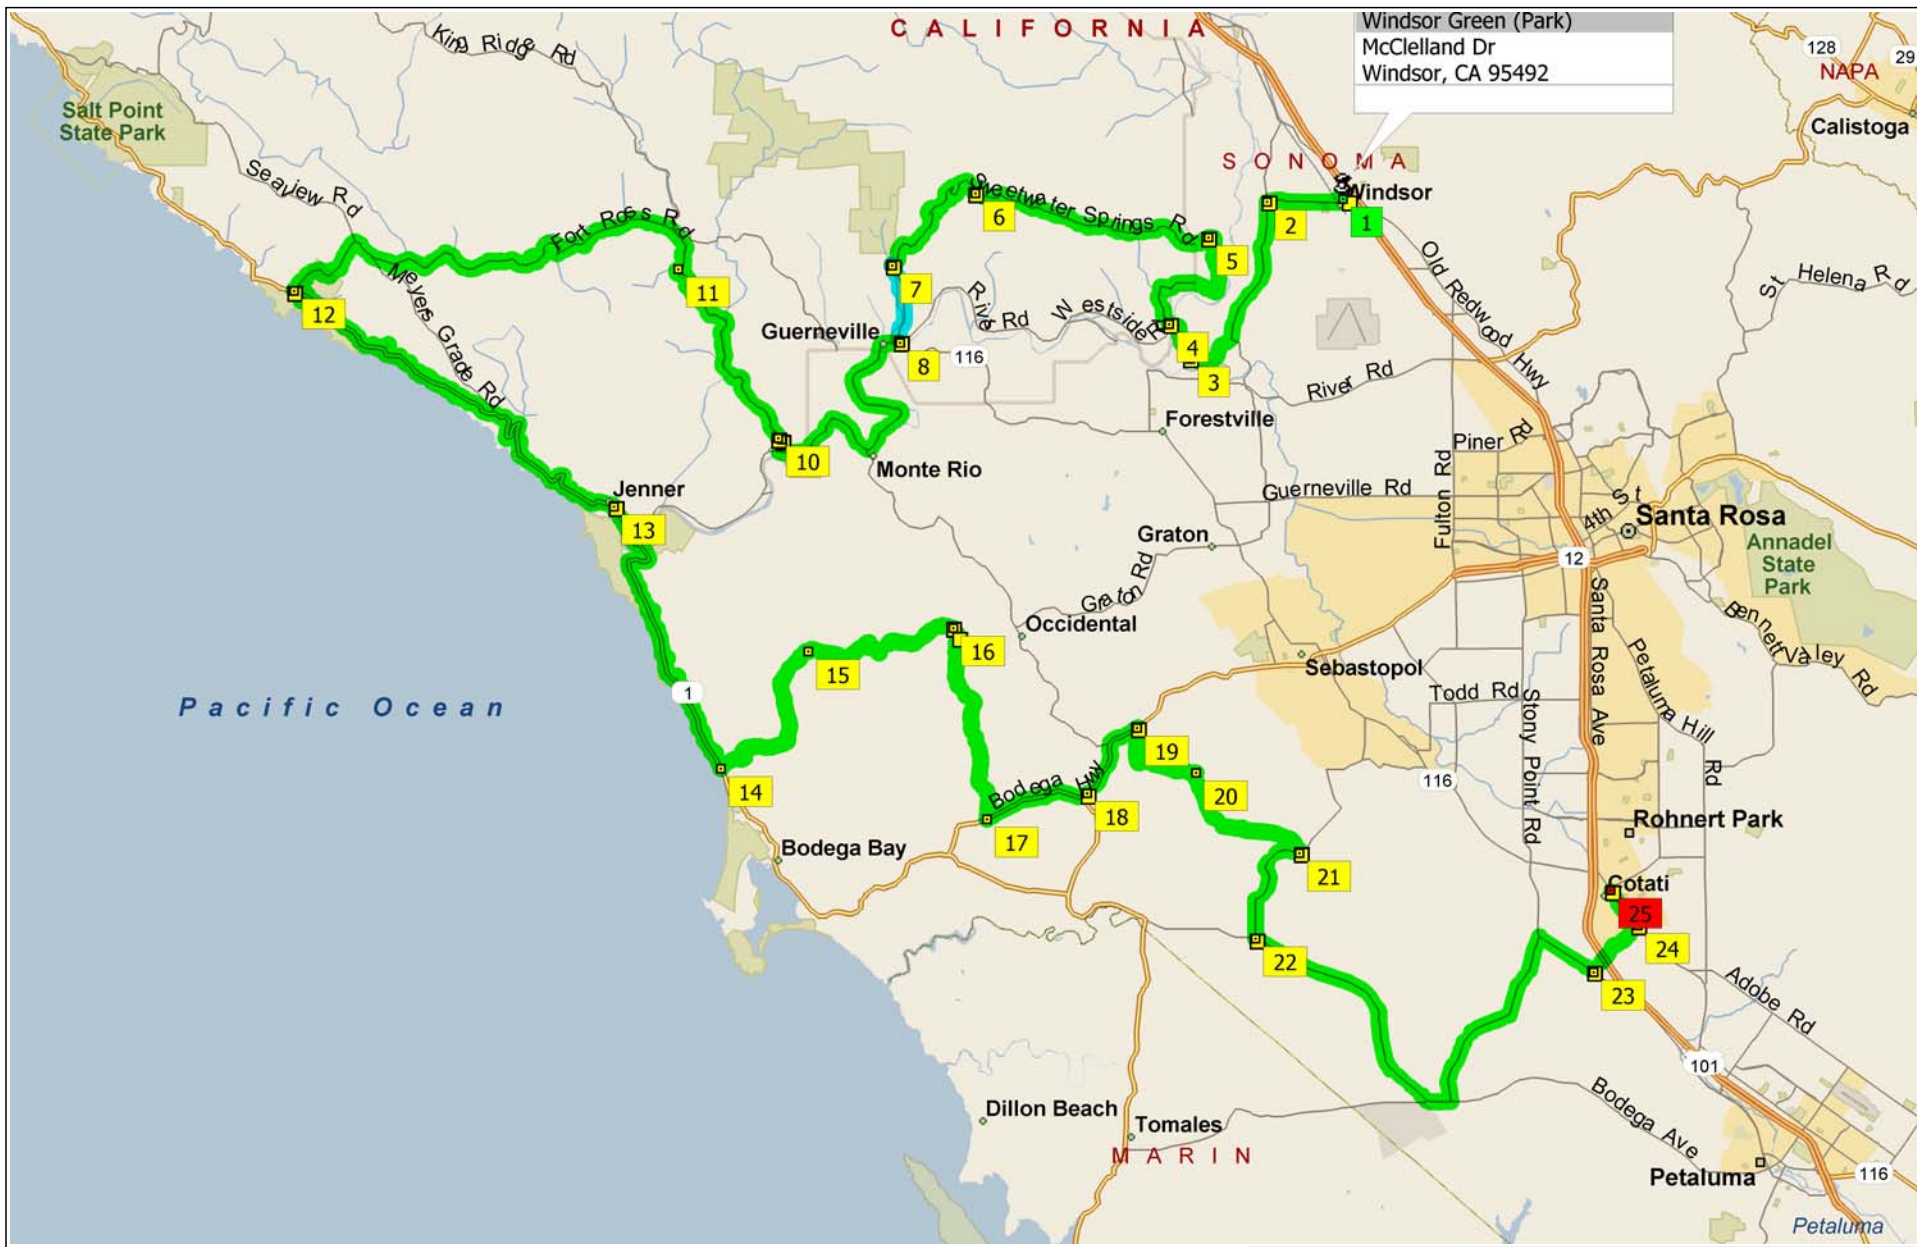 CALIFORNIA
Windsor Green (Park)
McClelland Dr
Windsor, CA 95492
King Ridge Rd
128
29
NAPA
Calistoga
Salt Point
State Park
SONOMA
Seaview Rd
Sweetwater Springs Rd
Windsor
6
2
1
Fort Ross Rd
5
Old Redwood Hwy
St Helena Rd
Meyers Grade Rd
11
7
12
River Rd
Westside R
Guerneville
8
116
4
3
River Rd
Forestville
Piner Rd
10
Monte Rio
Fulton Rd
Guerneville Rd
4th St
Santa Rosa
Jenner
13
Graton
12
Annadel
State
Park
Graton Rd
Santa Rosa Ave
Bennett Valley Rd
Occidental
16
15
Sebastopol
Petaluma Hill Rd
Todd Rd
Stony Point Rd
1
Pacific Ocean
19
116
14
Bodega Hwy
20
18
17
Rohnert Park
Bodega Bay
21
Cotati
25
24
22
23
Adobe Rd
101
Dillon Beach
Tomales
Bodega Ave
MARIN
Petaluma
116
Petaluma